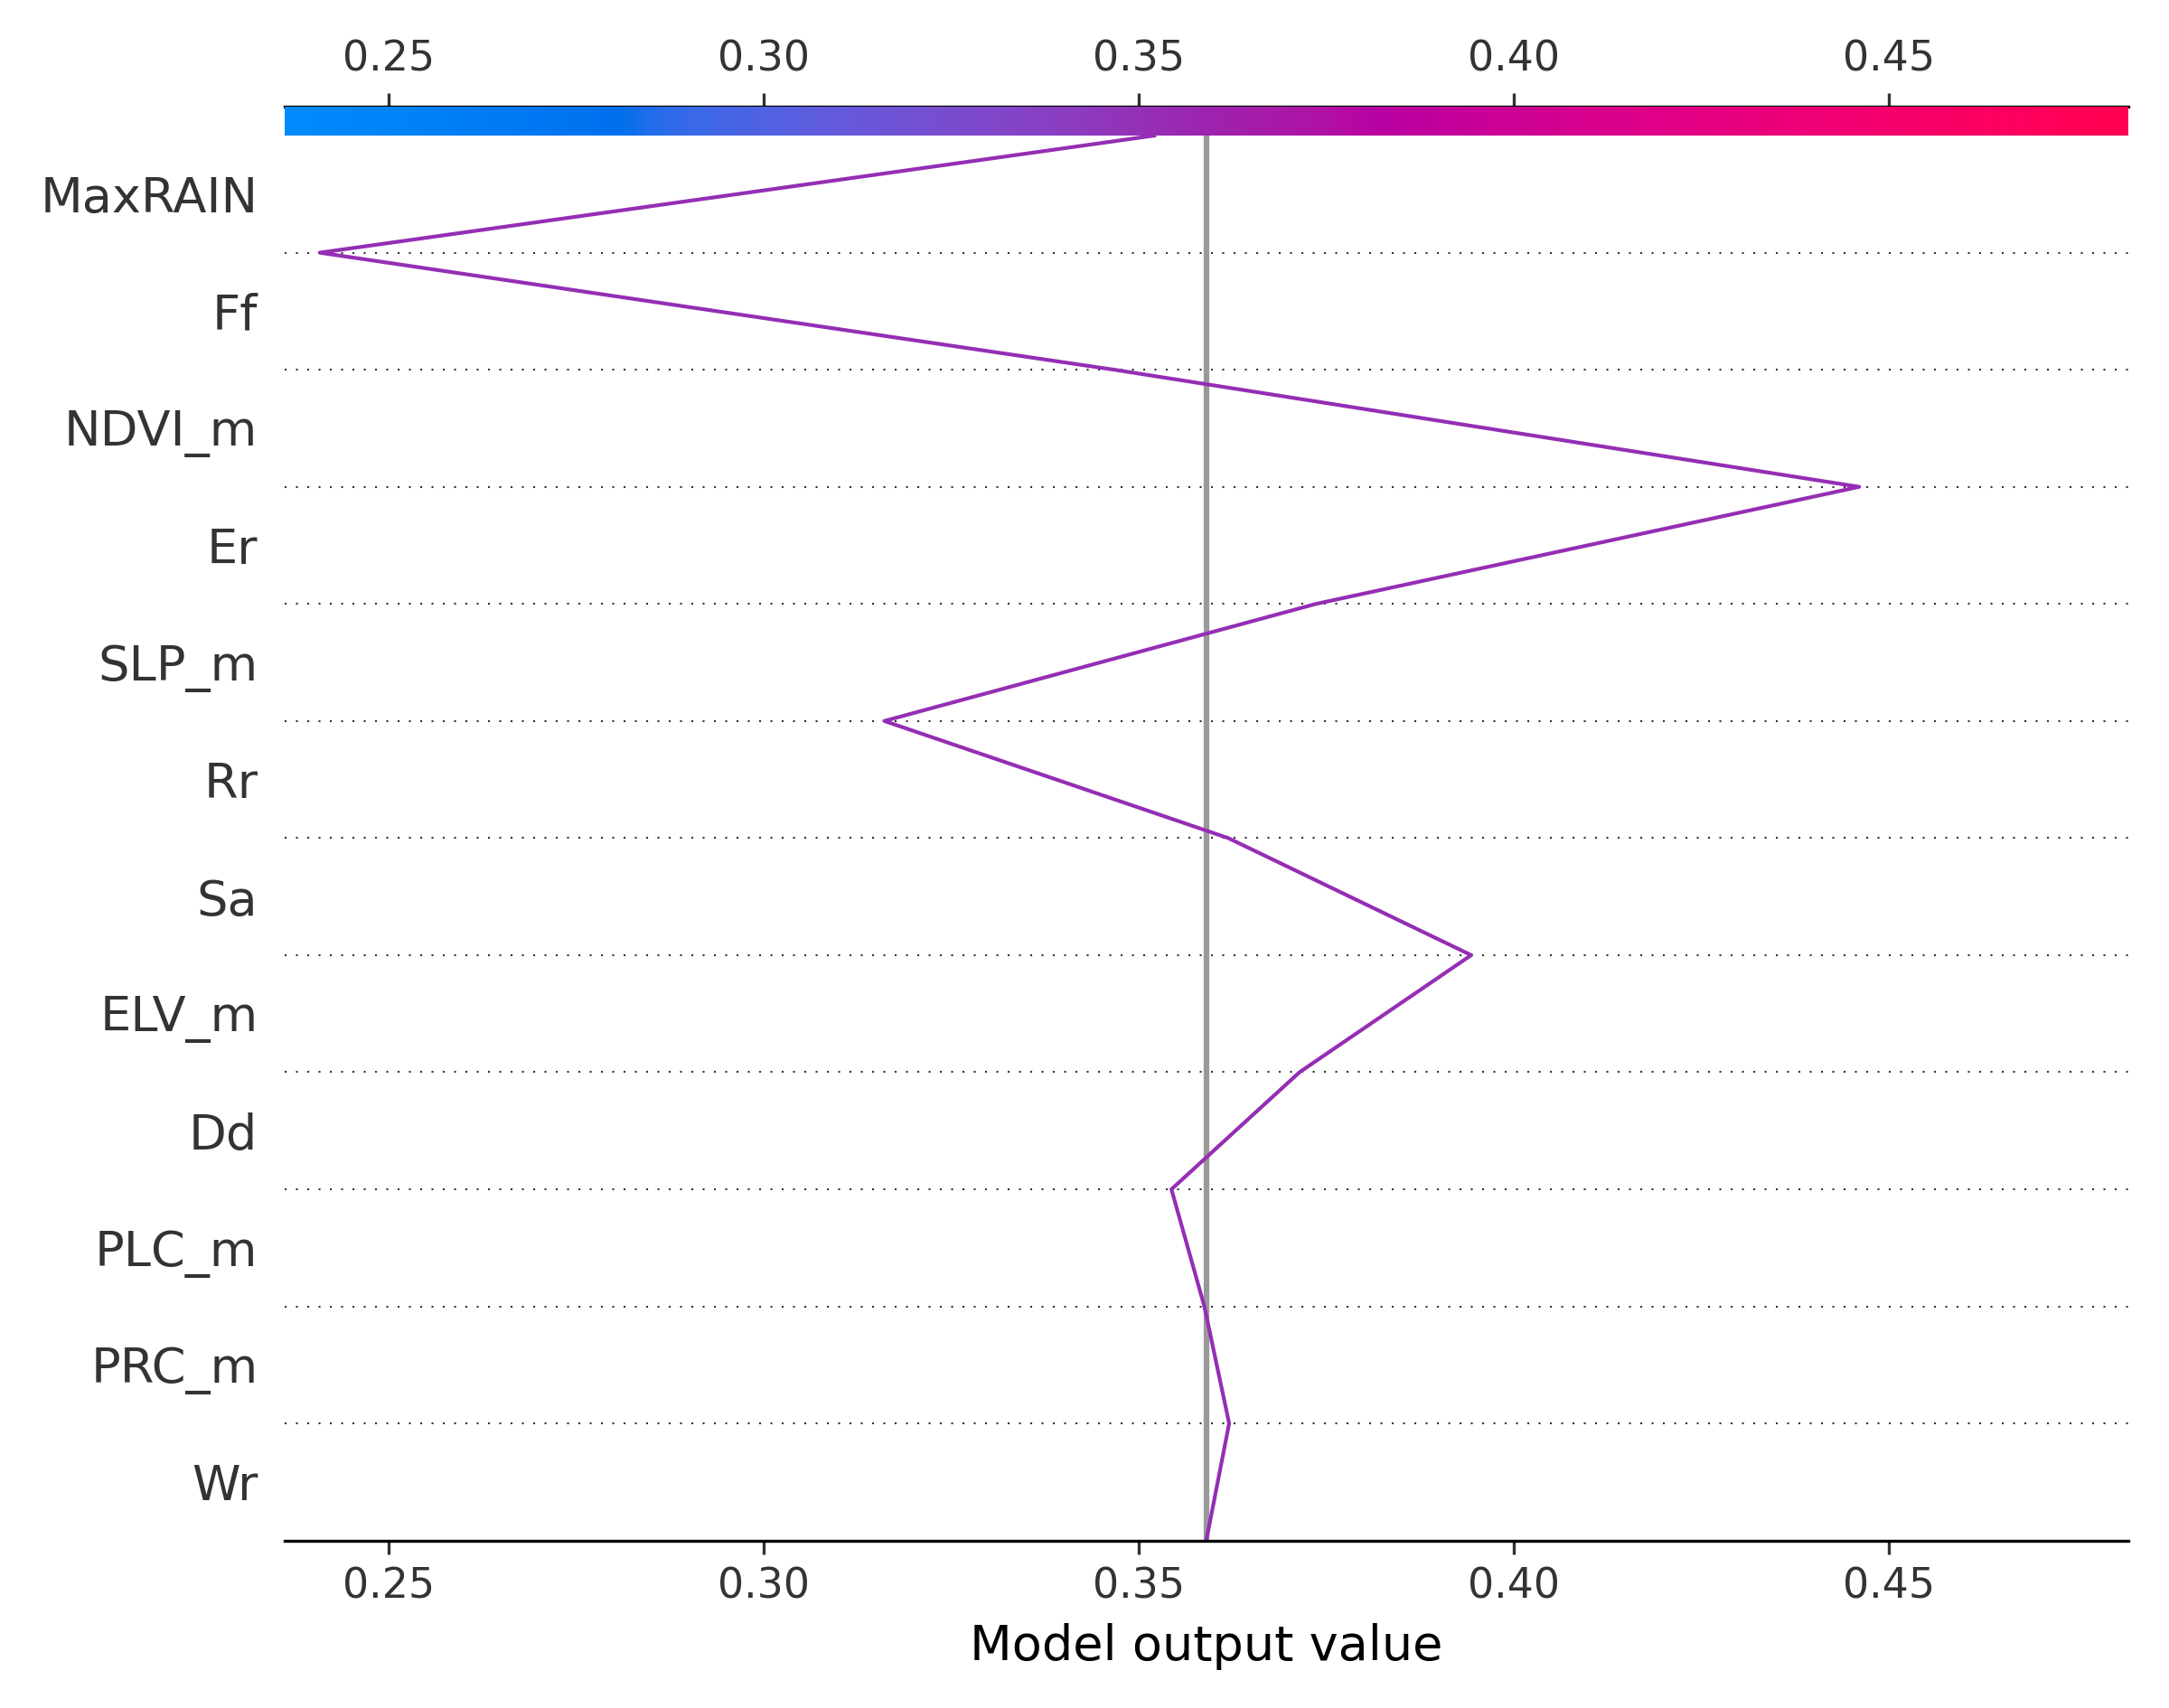 0.25 0.30 0.35 0.40 0.45
MaxRAIN
Ff
NDVI_m
Er
SLP_m
Rr
Sa
ELV_m
Dd
PLC_m
PRC_m
Wr
0.25 0.30 0.35 0.40 0.45
Model output value